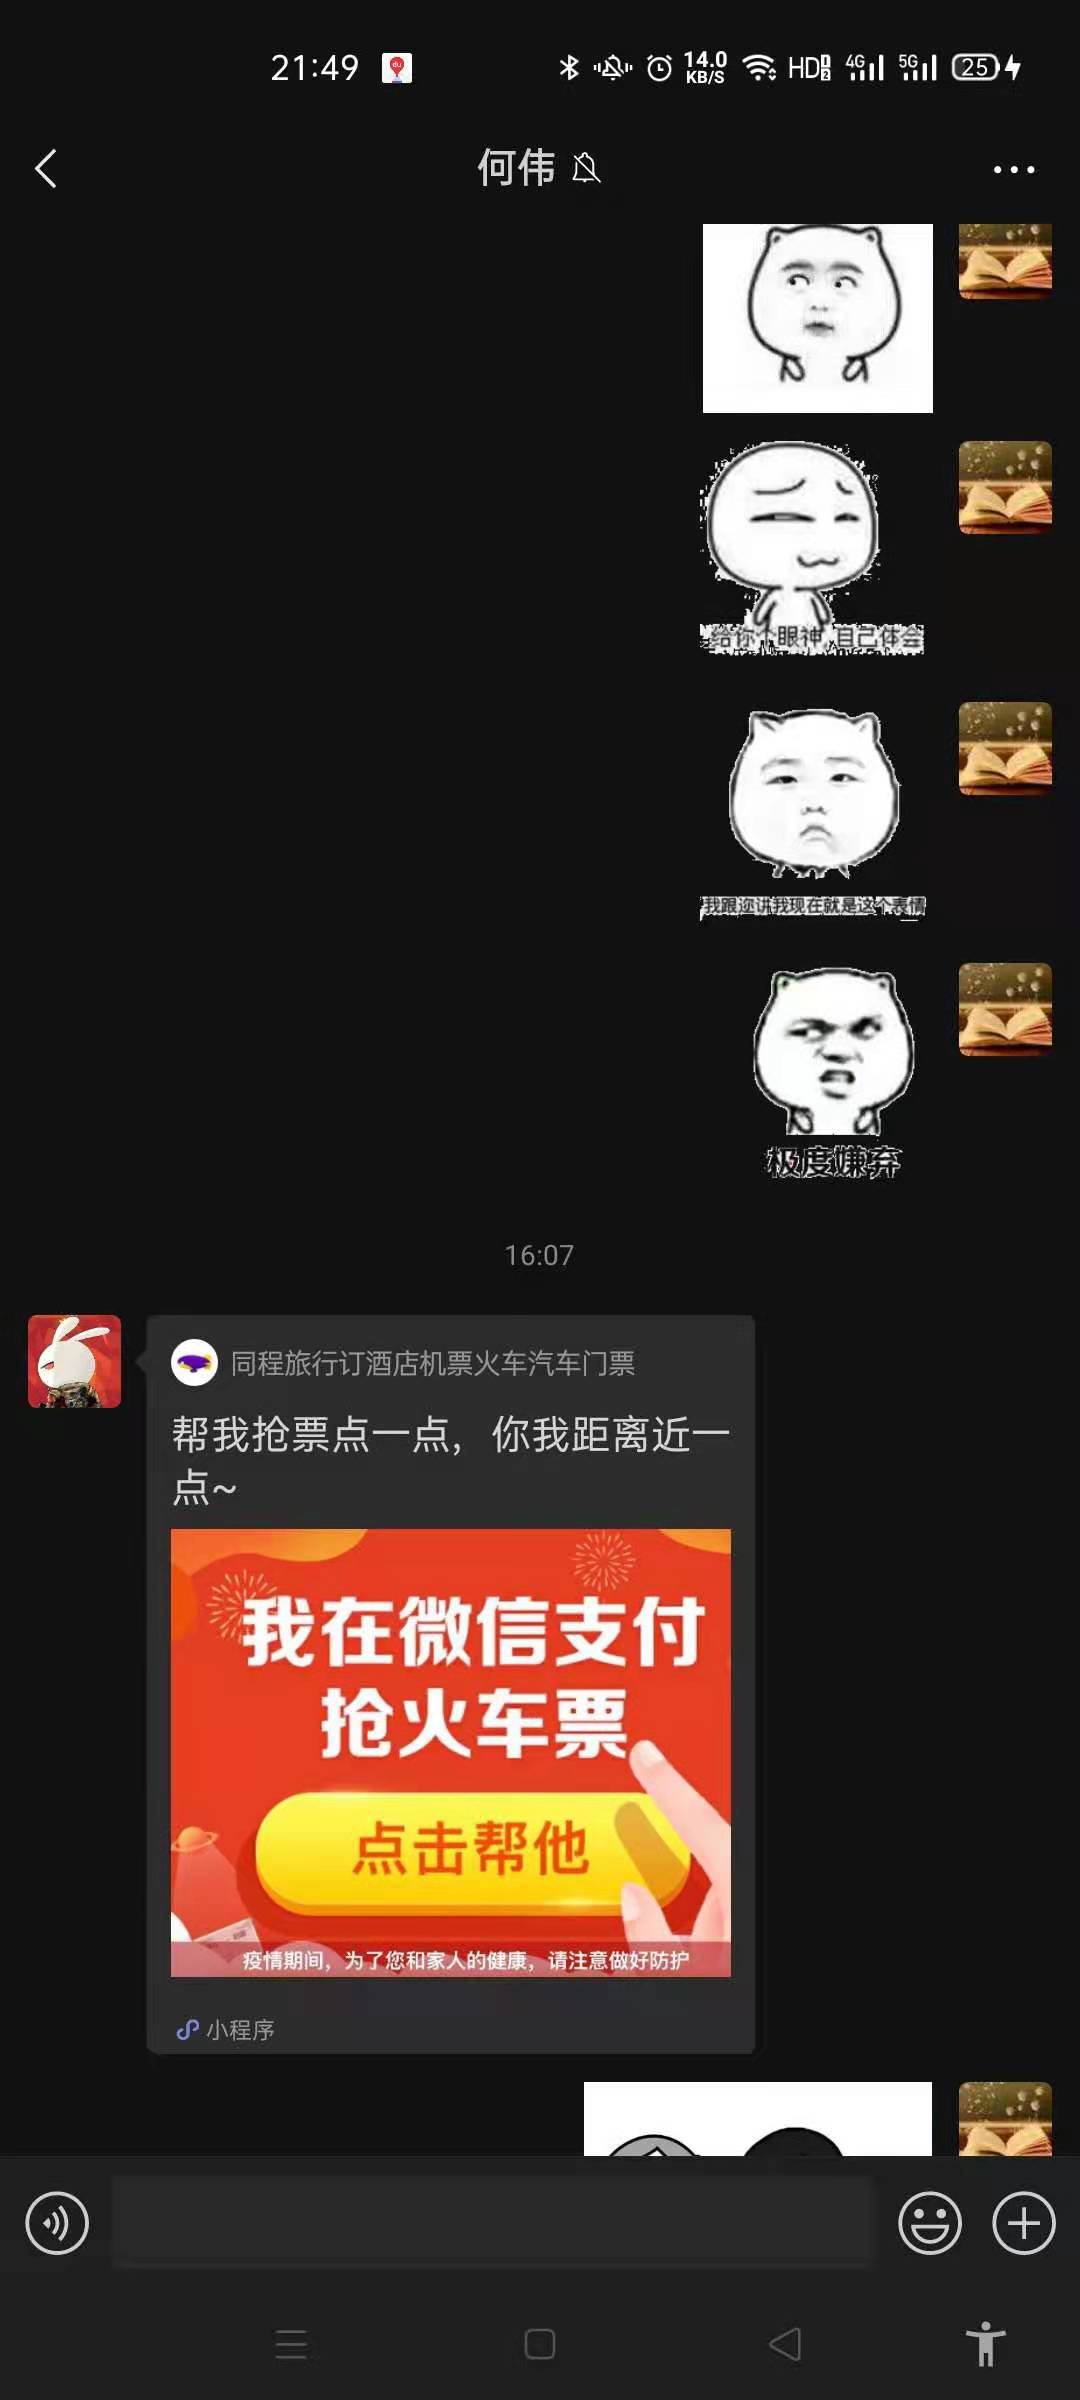 21:49
14.0
KB/S
HD
4G
5G
25
何伟
给你个眼神 自己体会
我跟你讲我现在就是这个表情
极度嫌弃
16:07
同程旅行订酒店机票火车汽车门票
帮我抢票点一点，你我距离近一
点~
我在微信支付
抢火车票
点击帮他
疫情期间，为了您和家人的健康，请注意做好防护
小程序